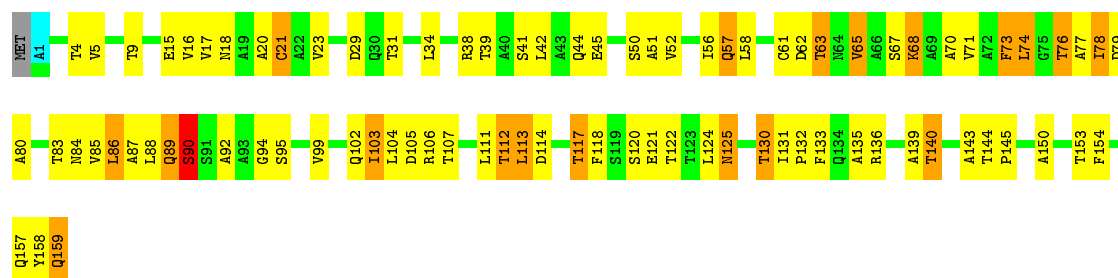 MET A1 T4 V5 T9 E15 V16 V17 N18 A19 A20 C21 A22 V23 D29 Q30 T31 L34 R38 T39 A40 S41 L42 A43 Q44 E45 S50 A51 V52 I56 Q57 L58 C61 D62 T63 N64 V65 A66 S67 K68 A69 A70 V71 A72 F73 L74 G75 T76 A77 I78 D79
A80 T83 N84 V85 L86 A87 L88 Q89 S90 S91 A92 A93 G94 S95 V99 Q102 I103 L104 D105 R106 T107 L111 T112 L113 D114 T117 F118 S119 S120 E121 T122 T123 L124 N125 T130 I131 P132 F133 Q134 A135 R136 A139 T140 A143 T144 P145 A150 T153 F154
Q157 Y158 Q159